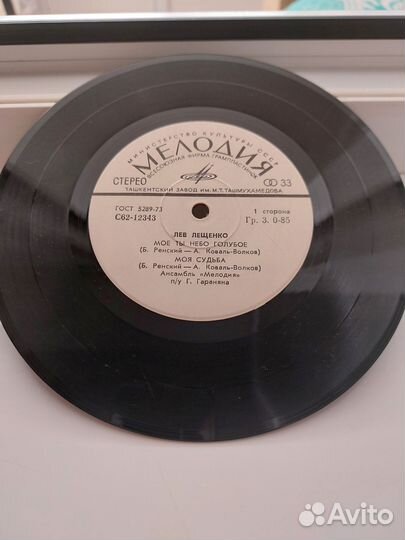 МИНИСТЕРСТВО КУЛЬТУРЫ СССР
МЕЛОДИЯ
ВСЕСОЮЗНАЯ ФИРМА ГРАМПЛАСТИНОК
СТЕРЕО
33
ТАШКЕНТСКИЙ ЗАВОД ИМ. М.Т. ТАШМУХАМЕДОВА
ГОСТ 5289-73
1 сторона
С62-12343
Гр. 3. 0-85
ЛЕВ ЛЕЩЕНКО
МОЕ ТЫ НЕБО ГОЛУБОЕ
(Б. Ренский — А. Коваль-Волков)
МОЯ СУДЬБА
(Б. Ренский — А. Коваль-Волков)
Ансамбль «Мелодия»
п/у Г. Гараняна
Avito